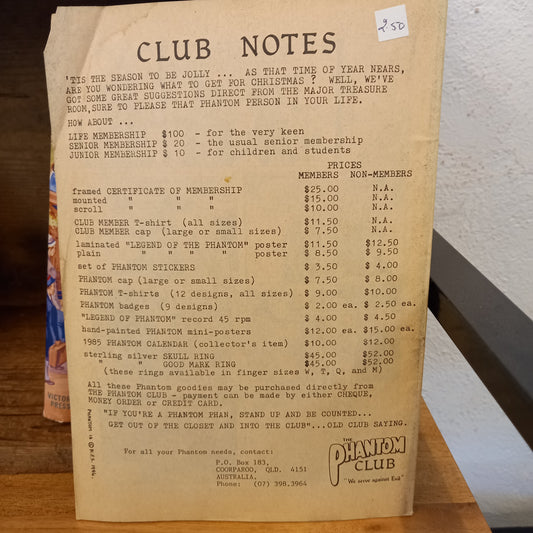 2.50
CLUB NOTES
'TIS THE SEASON TO BE JOLLY ... AS THAT TIME OF YEAR NEARS,
ARE YOU WONDERING WHAT TO GET FOR CHRISTMAS ? WELL, WE'VE
GOT SOME GREAT SUGGESTIONS DIRECT FROM THE MAJOR TREASURE
ROOM,SURE TO PLEASE THAT PHANTOM PERSON IN YOUR LIFE.
HOW ABOUT ...
LIFE MEMBERSHIP $100 - for the very keen
SENIOR MEMBERSHIP $ 20 - the usual senior membership
JUNIOR MEMBERSHIP $ 10 - for children and students
PRICES
MEMBERS NON-MEMBERS
framed CERTIFICATE OF MEMBERSHIP $25.00 N.A.
mounted " " " $15.00 N.A.
scroll " " " $10.00 N.A.
CLUB MEMBER T-shirt (all sizes) $11.50 N.A.
CLUB MEMBER cap (large or small sizes) $ 7.50 N.A.
laminated "LEGEND OF THE PHANTOM" poster $11.50 $12.50
plain " " " " poster $ 8.50 $ 9.50
set of PHANTOM STICKERS $ 3.50 $ 4.00
PHANTOM cap (large or small sizes) $ 7.50 $ 8.00
PHANTOM T-shirts (12 designs, all sizes) $ 9.00 $10.00
PHANTOM badges (9 designs) $ 2.00 ea. $ 2.50 ea.
"LEGEND OF PHANTOM" record 45 rpm $ 4.00 $ 4.50
hand-painted PHANTOM mini-posters $12.00 ea. $15.00 ea.
1985 PHANTOM CALENDAR (collector's item) $10.00 $12.00
sterling silver SKULL RING $45.00 $52.00
" " GOOD MARK RING $45.00 $52.00
(these rings available in finger sizes W, T, Q, and M)
All these Phantom goodies may be purchased directly from
THE PHANTOM CLUB - payment can be made by either CHEQUE,
MONEY ORDER or CREDIT CARD.
"IF YOU'RE A PHANTOM PHAN, STAND UP AND BE COUNTED...
GET OUT OF THE CLOSET AND INTO THE CLUB"...OLD CLUB SAYING.
For all your Phantom needs, contact:
P.O. Box 183,
COORPAROO, QLD. 4151
AUSTRALIA.
Phone: (07) 398.3964
THE
PHANTOM
CLUB
"We serve against Evil"
PHANTOM IS © K.F.S. 1984
VICTOR
PRESS